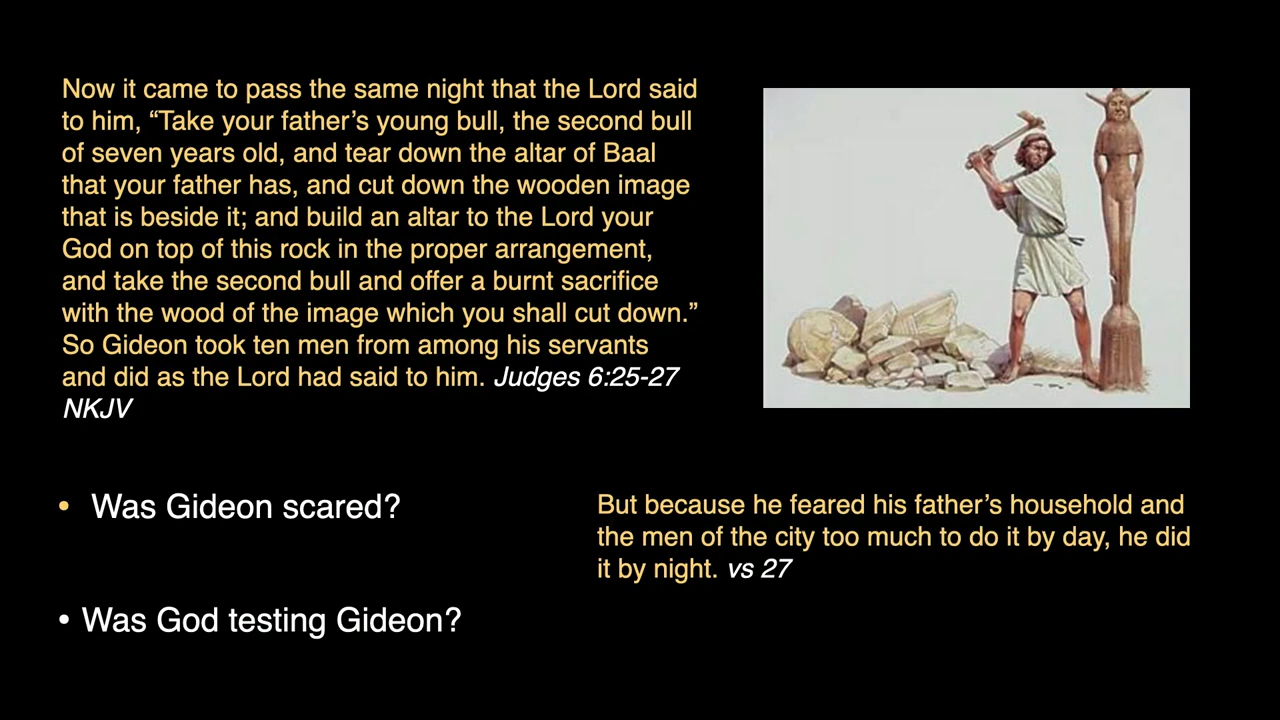 Now it came to pass the same night that the Lord said
to him, “Take your father’s young bull, the second bull
of seven years old, and tear down the altar of Baal
that your father has, and cut down the wooden image
that is beside it; and build an altar to the Lord your
God on top of this rock in the proper arrangement,
and take the second bull and offer a burnt sacrifice
with the wood of the image which you shall cut down.”
So Gideon took ten men from among his servants
and did as the Lord had said to him. Judges 6:25-27
NKJV
• Was Gideon scared?
But because he feared his father’s household and
the men of the city too much to do it by day, he did
it by night. vs 27
• Was God testing Gideon?